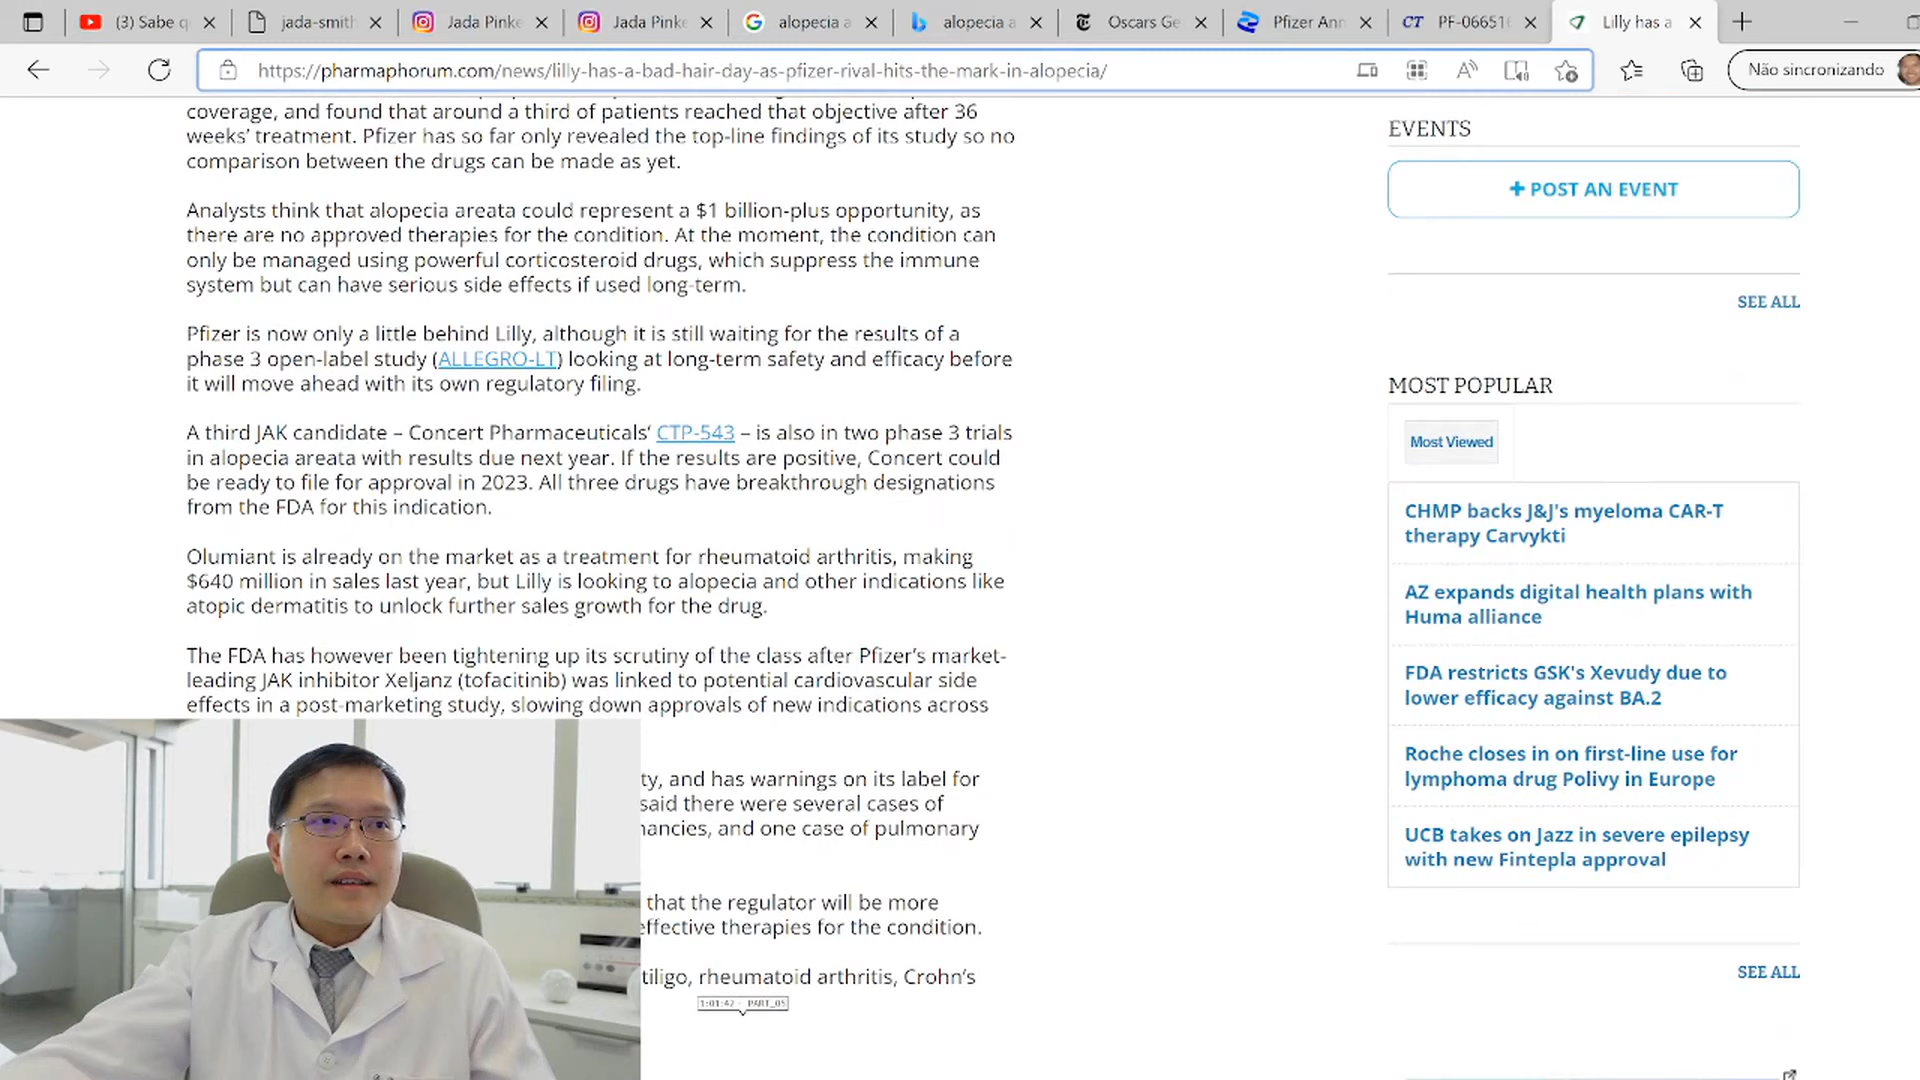 (3) Sabe q
jada-smith
Jada Pinke
Jada Pinke
alopecia a
alopecia a
Oscars Ge
Pfizer Ann
CT PF-06651
Lilly has a
https://pharmaphorum.com/news/lilly-has-a-bad-hair-day-as-pfizer-rival-hits-the-mark-in-alopecia/
Não sincronizando
coverage, and found that around a third of patients reached that objective after 36
weeks’ treatment. Pfizer has so far only revealed the top-line findings of its study so no
comparison between the drugs can be made as yet.
Analysts think that alopecia areata could represent a $1 billion-plus opportunity, as
there are no approved therapies for the condition. At the moment, the condition can
only be managed using powerful corticosteroid drugs, which suppress the immune
system but can have serious side effects if used long-term.
Pfizer is now only a little behind Lilly, although it is still waiting for the results of a
phase 3 open-label study (ALLEGRO-LT) looking at long-term safety and efficacy before
it will move ahead with its own regulatory filing.
A third JAK candidate – Concert Pharmaceuticals‘ CTP-543 – is also in two phase 3 trials
in alopecia areata with results due next year. If the results are positive, Concert could
be ready to file for approval in 2023. All three drugs have breakthrough designations
from the FDA for this indication.
Olumiant is already on the market as a treatment for rheumatoid arthritis, making
$640 million in sales last year, but Lilly is looking to alopecia and other indications like
atopic dermatitis to unlock further sales growth for the drug.
The FDA has however been tightening up its scrutiny of the class after Pfizer’s market-
leading JAK inhibitor Xeljanz (tofacitinib) was linked to potential cardiovascular side
effects in a post-marketing study, slowing down approvals of new indications across
ty, and has warnings on its label for
said there were several cases of
nancies, and one case of pulmonary
that the regulator will be more
effective therapies for the condition.
tiligo, rheumatoid arthritis, Crohn’s
1:01:42 - PART_05
EVENTS
+ POST AN EVENT
SEE ALL
MOST POPULAR
Most Viewed
CHMP backs J&J's myeloma CAR-T
therapy Carvykti
AZ expands digital health plans with
Huma alliance
FDA restricts GSK's Xevudy due to
lower efficacy against BA.2
Roche closes in on first-line use for
lymphoma drug Polivy in Europe
UCB takes on Jazz in severe epilepsy
with new Fintepla approval
SEE ALL